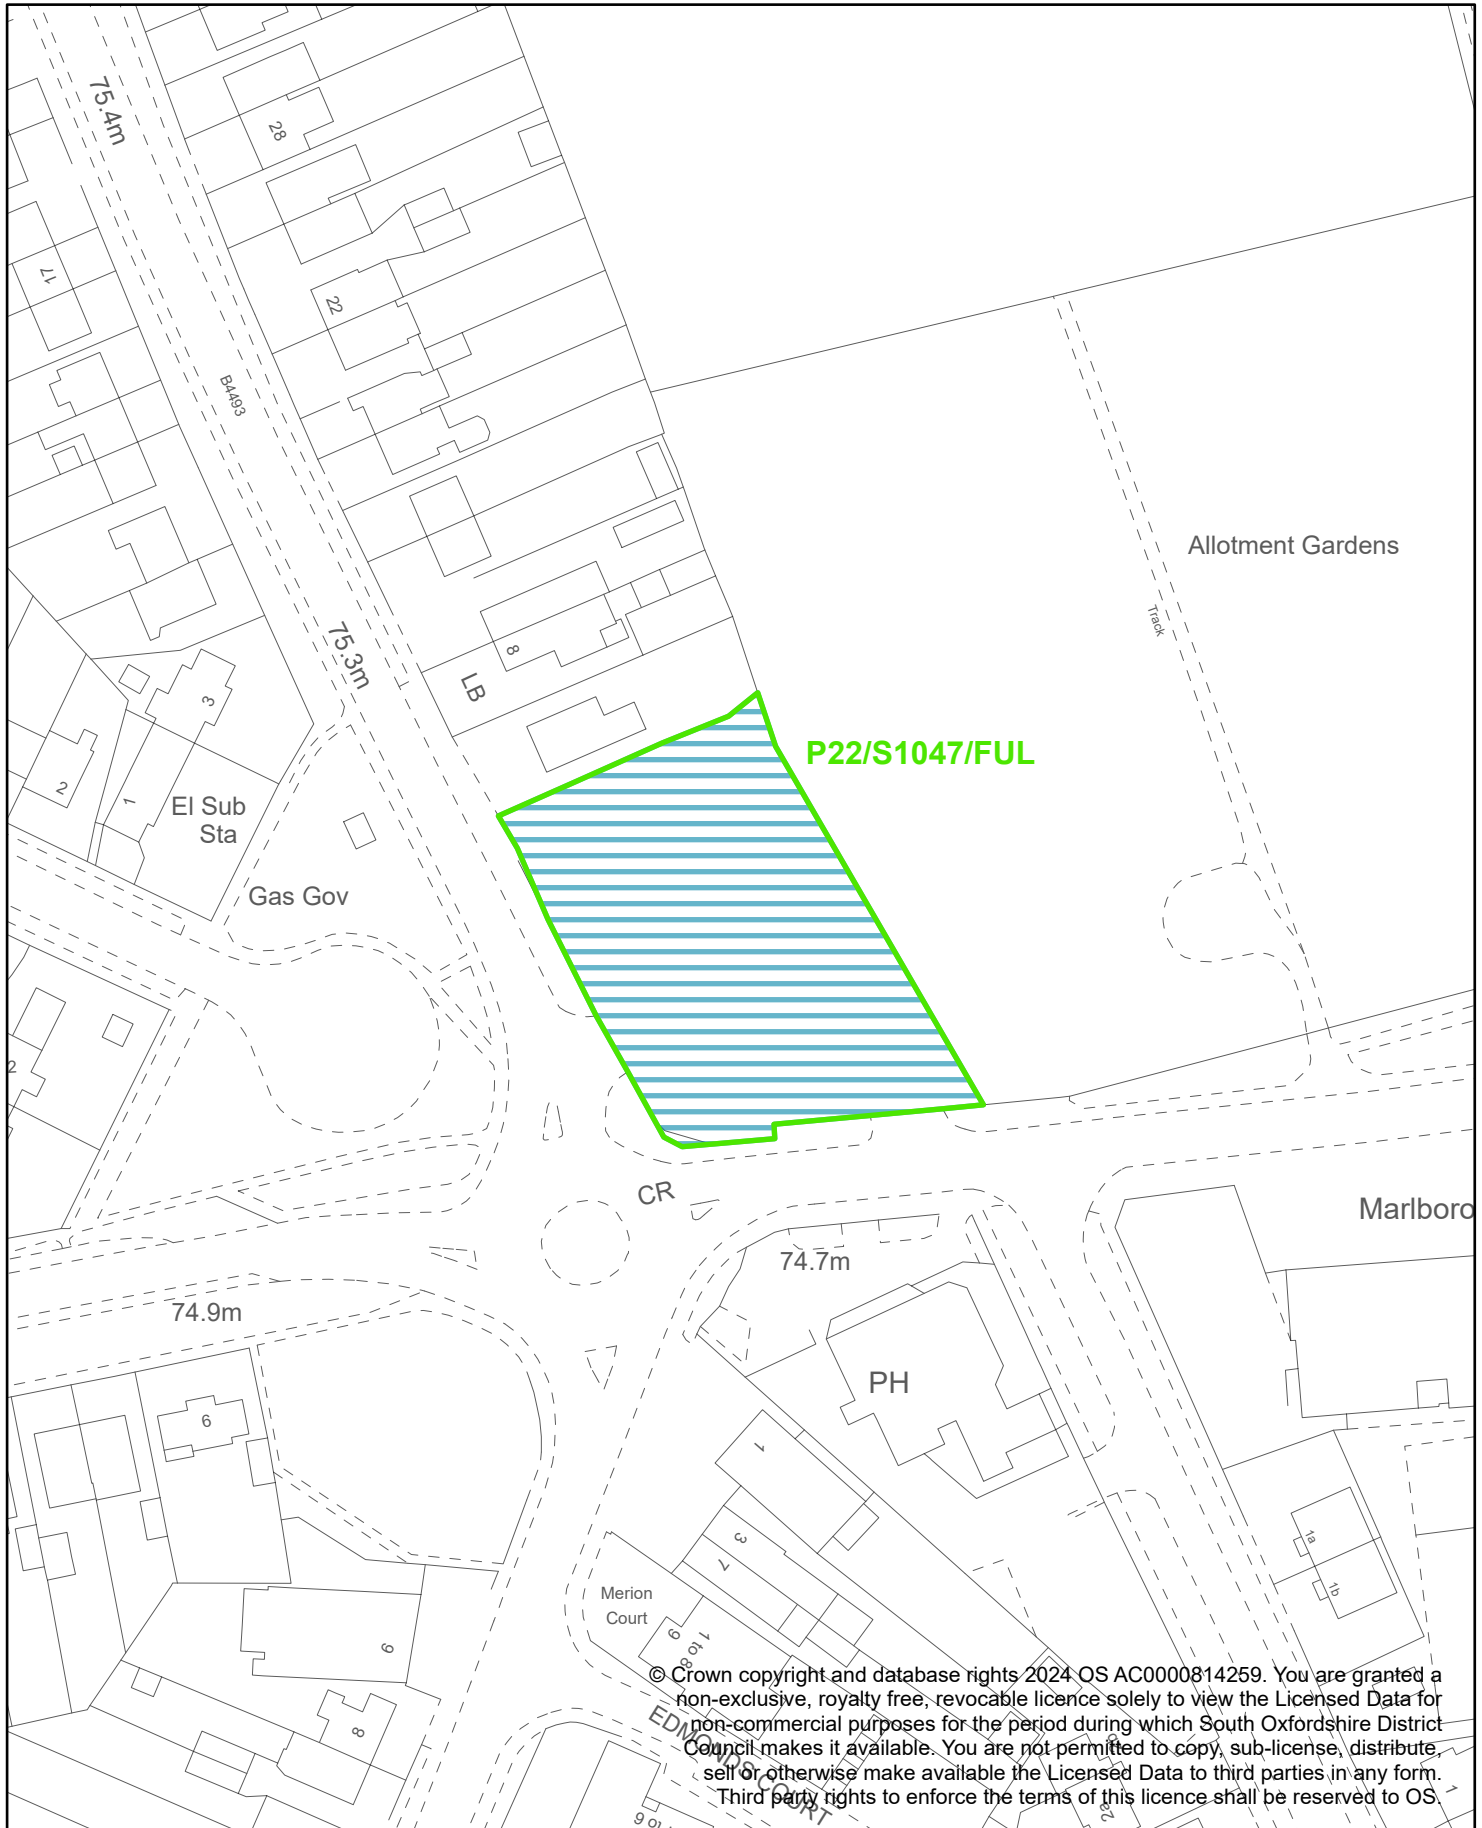 75.4m
28
17
22
B4493
Allotment Gardens
Track
75.3m
8
LB
3
P22/S1047/FUL
2
1
El Sub
Sta
Gas Gov
2
CR
Marlboro
74.7m
74.9m
PH
6
1
3
7
1a
1b
Merion
Court
9
1 to 8
9
8
EDMONDS COURT
2a
1
© Crown copyright and database rights 2024 OS AC0000814259. You are granted a
non-exclusive, royalty free, revocable licence solely to view the Licensed Data for
non-commercial purposes for the period during which South Oxfordshire District
Council makes it available. You are not permitted to copy, sub-license, distribute,
sell or otherwise make available the Licensed Data to third parties in any form.
Third party rights to enforce the terms of this licence shall be reserved to OS.